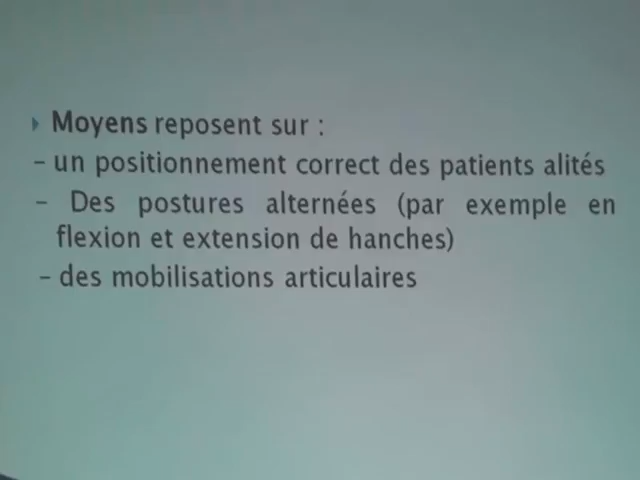 Moyens reposent sur :
– un positionnement correct des patients alités
– Des postures alternées (par exemple en
flexion et extension de hanches)
– des mobilisations articulaires